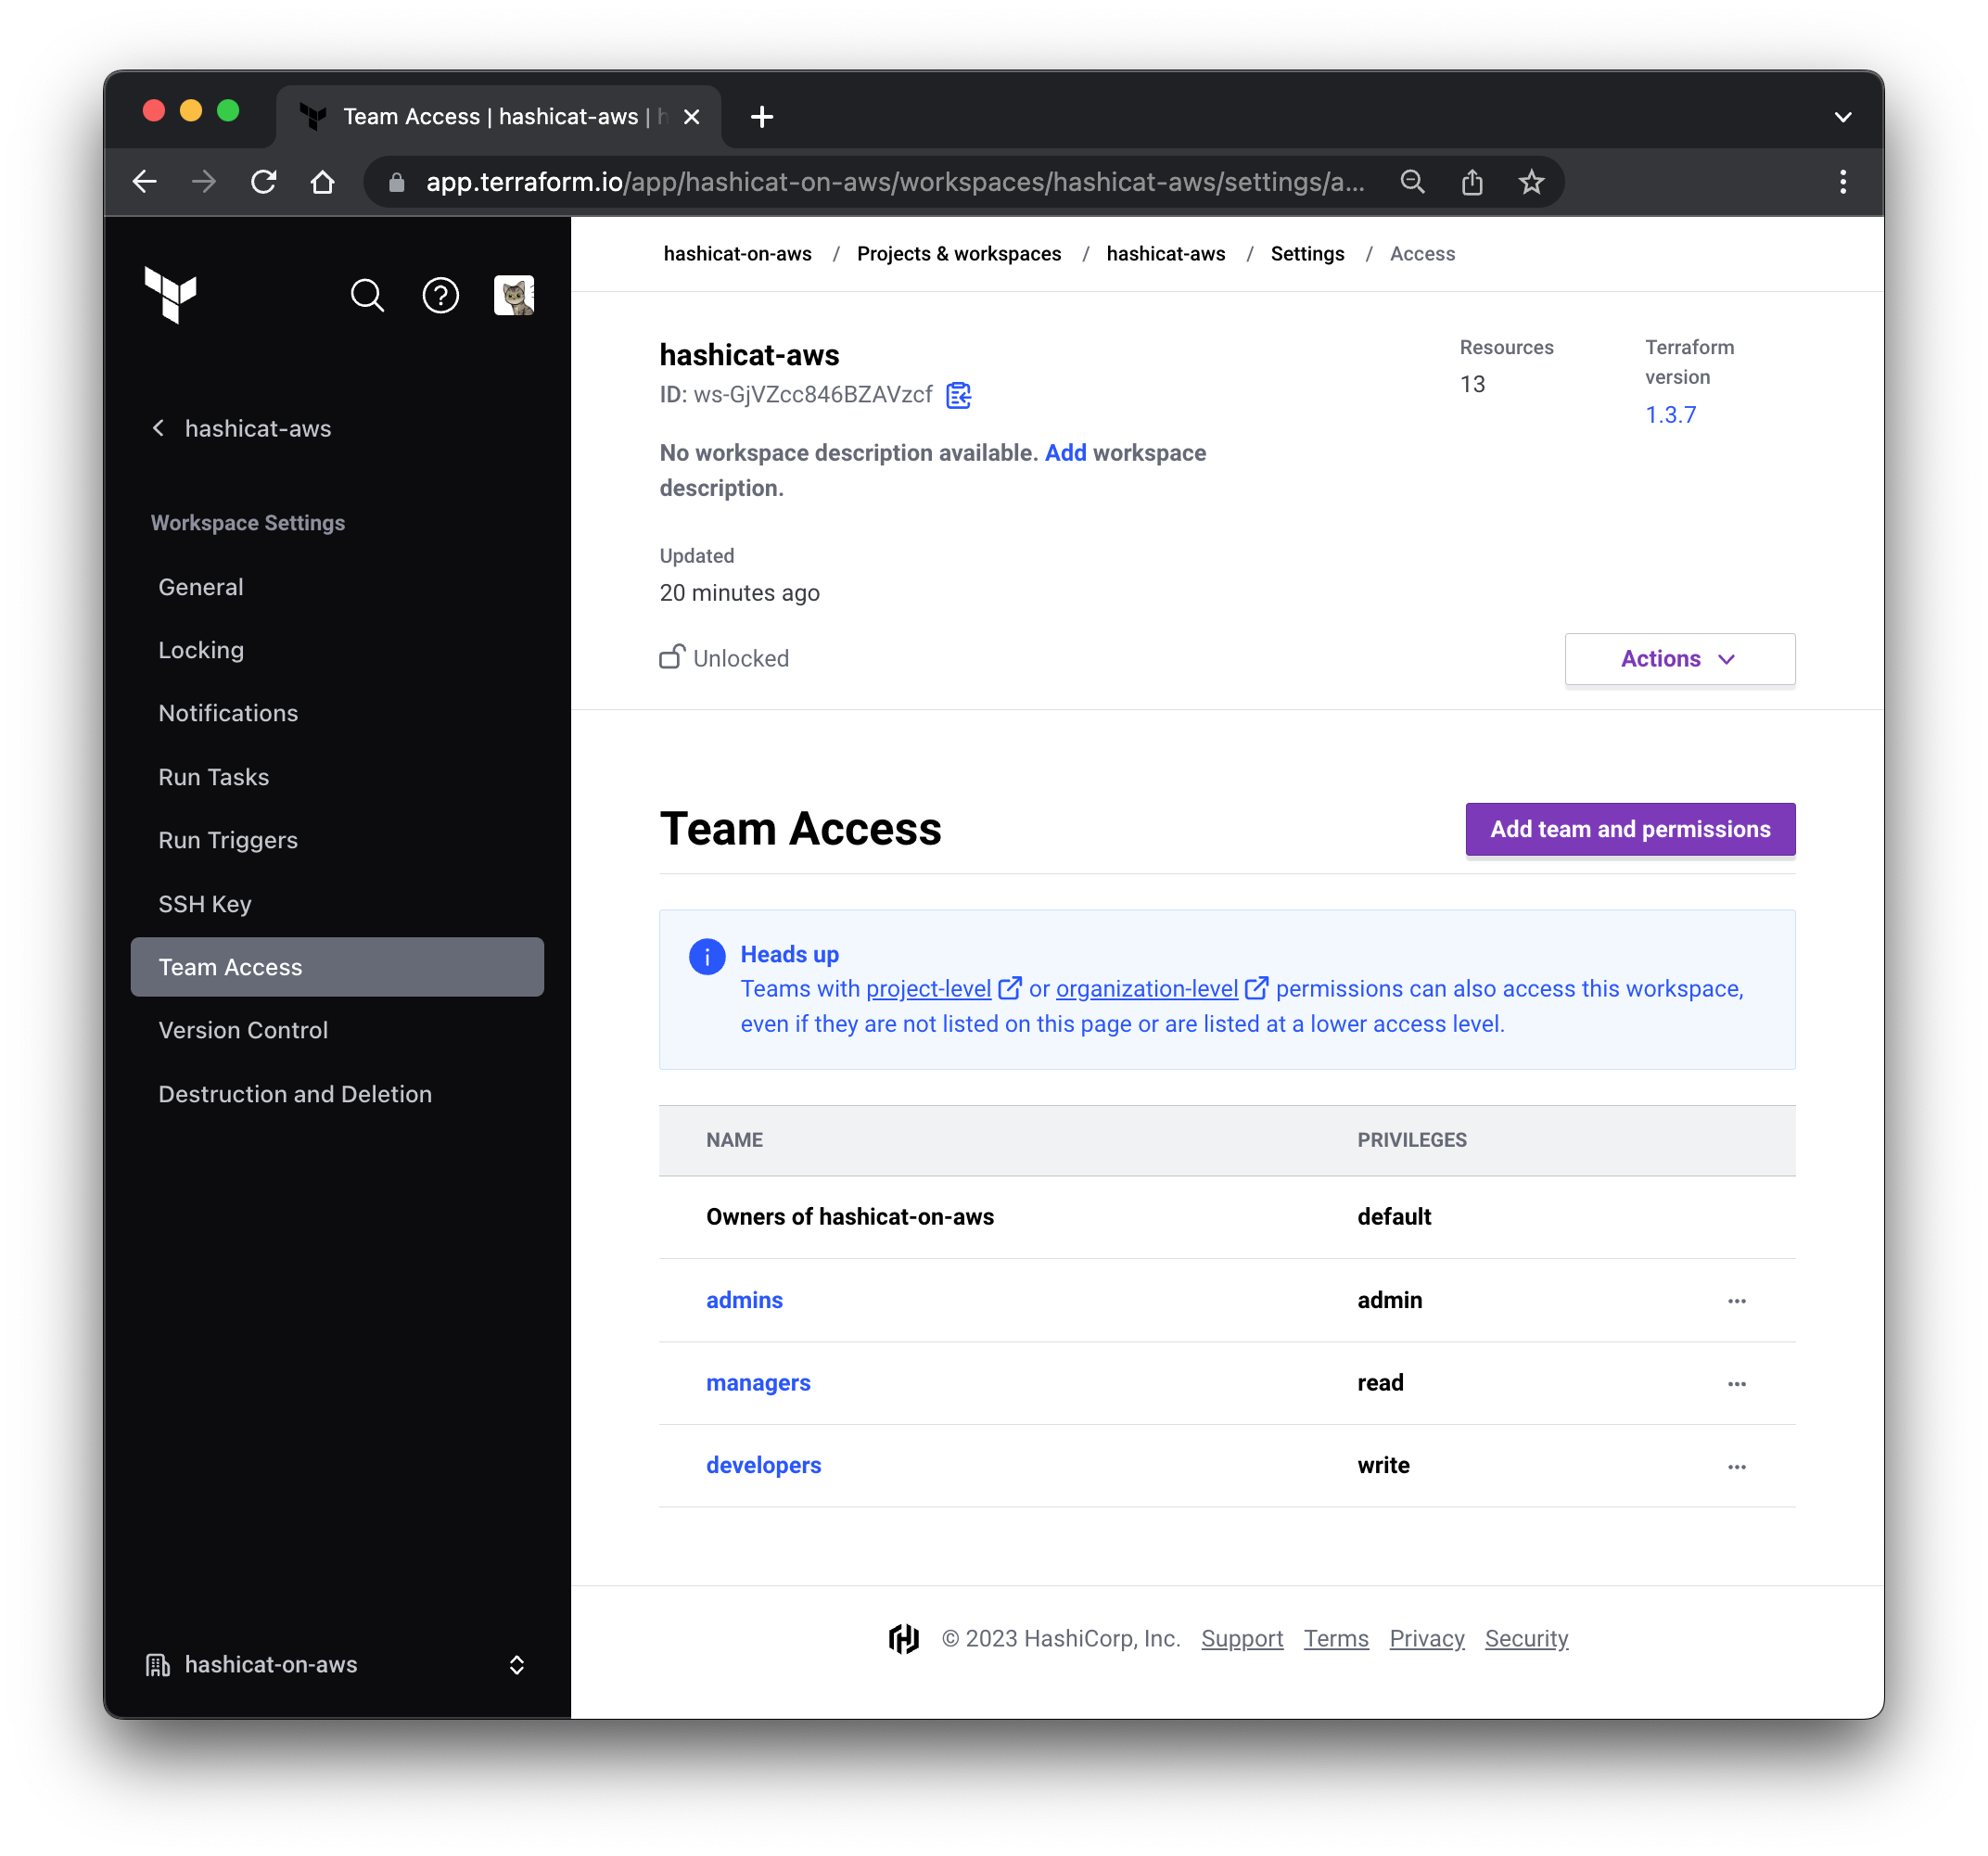 Team Access | hashicat-aws | h
app.terraform.io/app/hashicat-on-aws/workspaces/hashicat-aws/settings/a...
hashicat-on-aws / Projects & workspaces / hashicat-aws / Settings / Access
hashicat-aws
Workspace Settings
General
Locking
Notifications
Run Tasks
Run Triggers
SSH Key
Team Access
Version Control
Destruction and Deletion
hashicat-on-aws
hashicat-aws
ID: ws-GjVZcc846BZAVzcf
No workspace description available. Add workspace
description.
Updated
20 minutes ago
Unlocked
Resources
13
Terraform
version
1.3.7
Actions
Team Access
Add team and permissions
Heads up
Teams with project-level or organization-level permissions can also access this workspace,
even if they are not listed on this page or are listed at a lower access level.
NAME PRIVILEGES
Owners of hashicat-on-aws default
admins admin
managers read
developers write
© 2023 HashiCorp, Inc. Support Terms Privacy Security